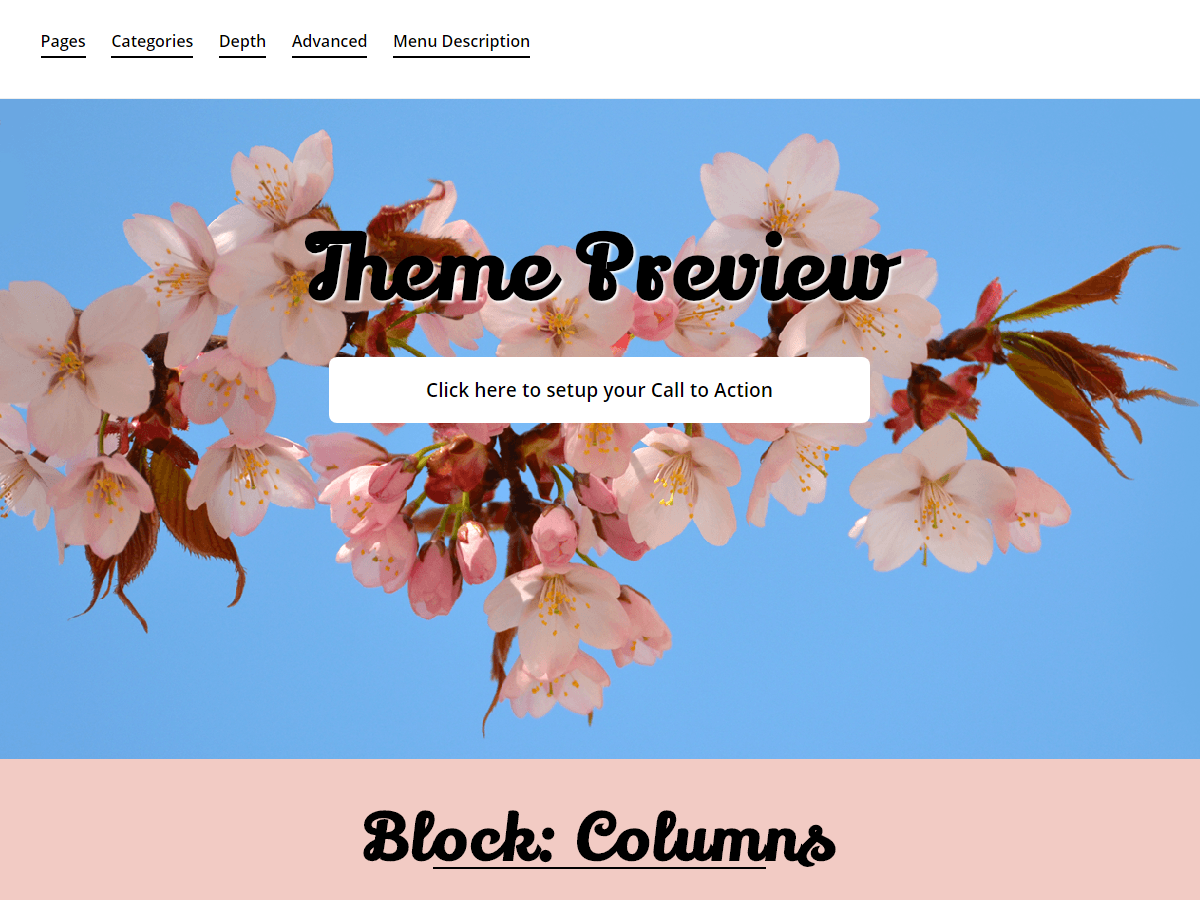 Pages Categories Depth Advanced Menu Description
Theme Preview
Click here to setup your Call to Action
Block: Columns